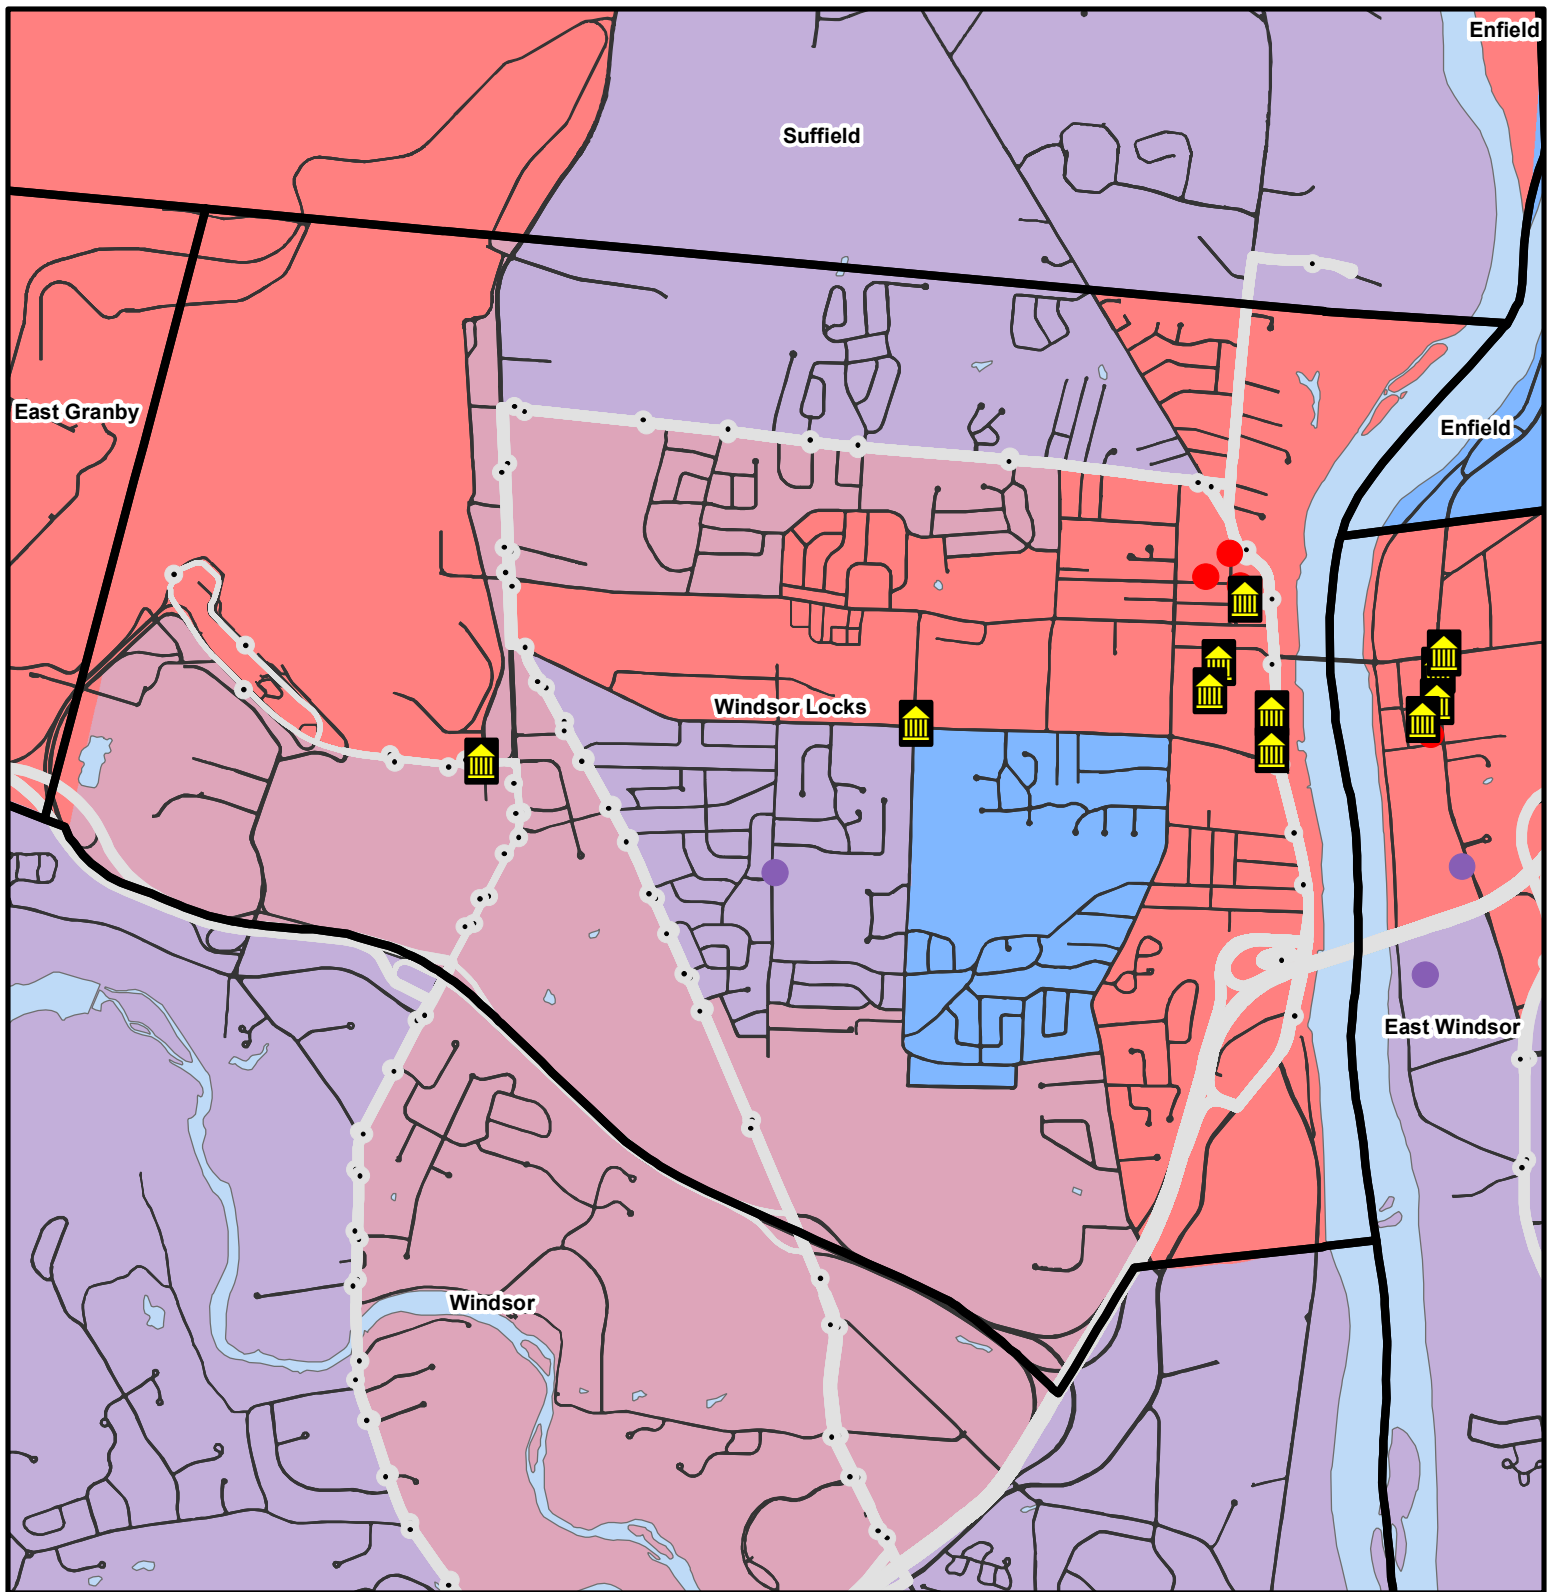 Enfield
Suffield
East Granby
Enfield
Windsor Locks
East Windsor
Windsor